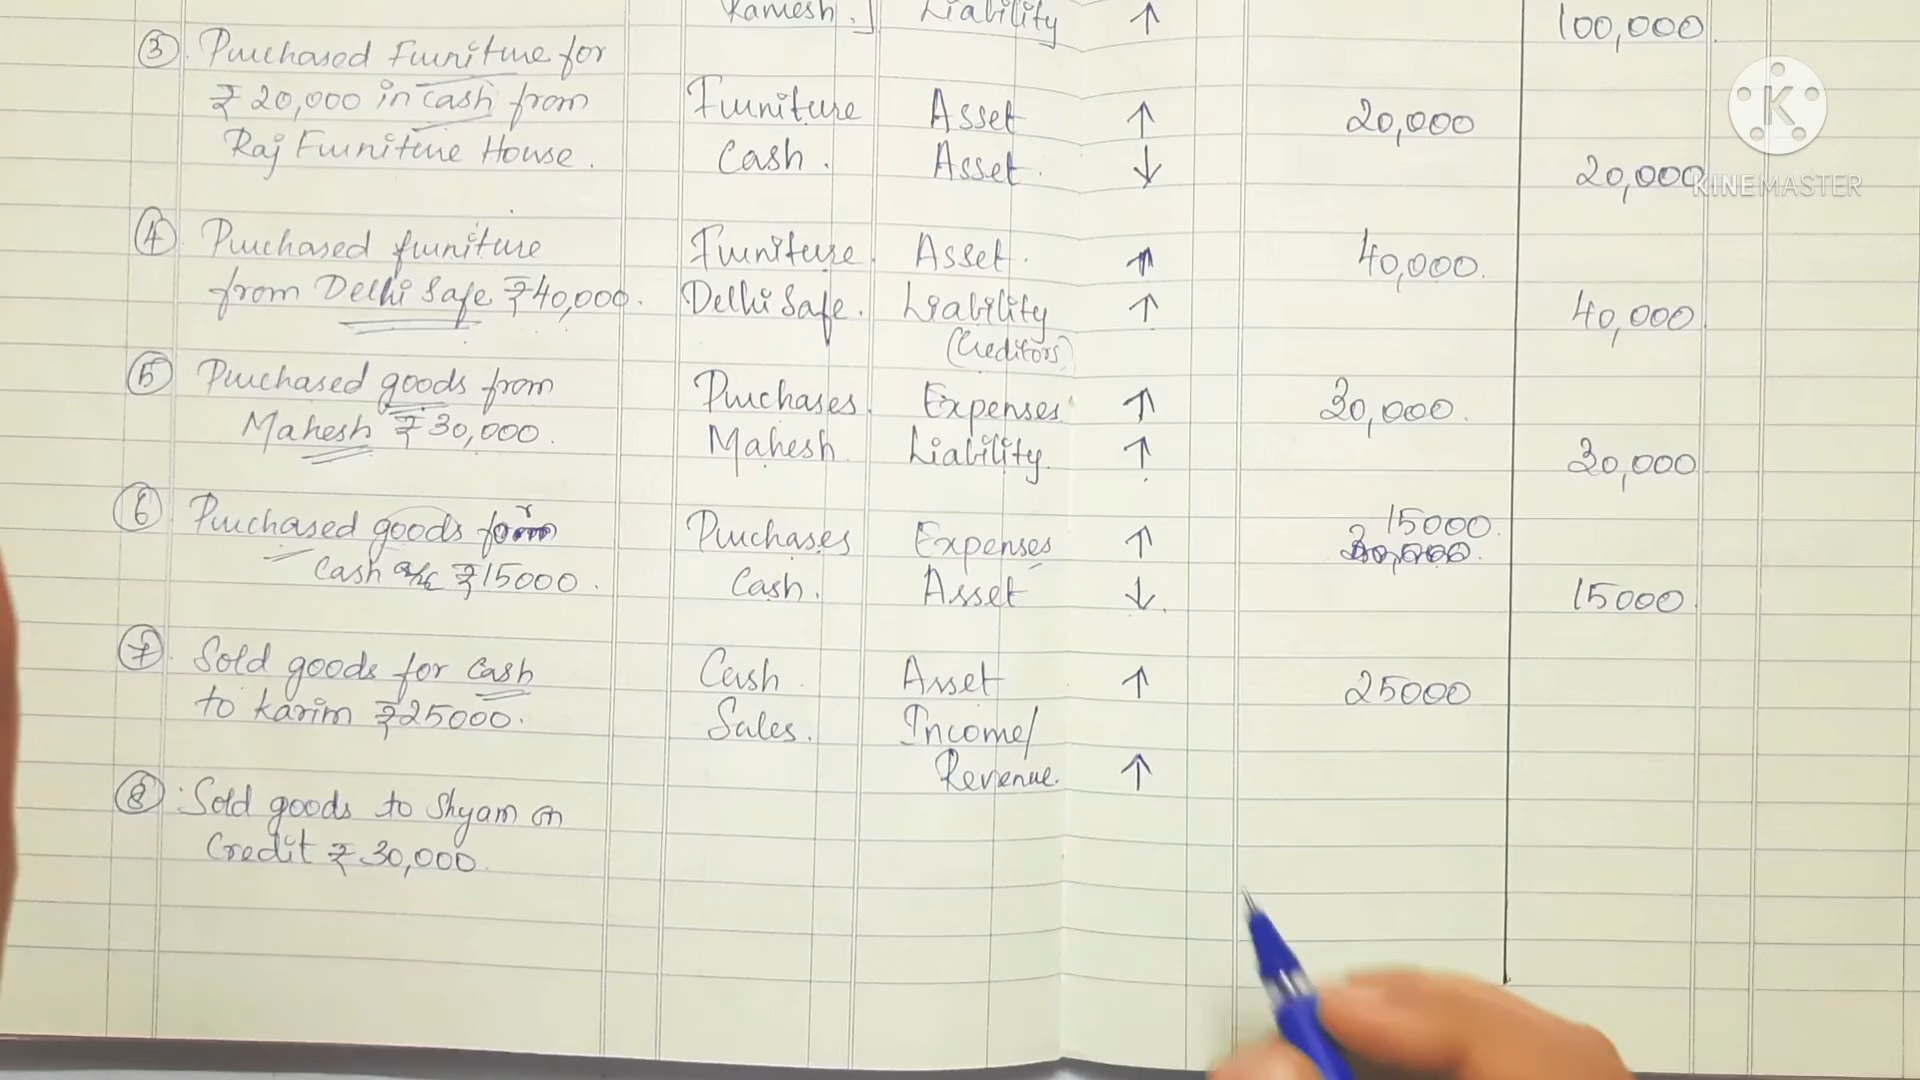 Ramesh. Liability ↑ 100,000.
③ Purchased Furniture for
₹ 20,000 in cash from Furniture Asset ↑ 20,000
Raj Furniture House. Cash. Asset. ↓ 20,000
KINEMASTER
④ Purchased furniture Furniture. Asset. ↑ 40,000.
from Delhi Safe ₹40,000. Delhi Safe. Liability ↑ 40,000
(Creditors)
⑤ Purchased goods from Purchases. Expenses ↑ 30,000.
Mahesh ₹ 30,000. Mahesh. Liability. ↑ 30,000
⑥ Purchased goods for Purchases Expenses ↑ 15000.
Cash ₹15000. Cash. Asset ↓. 15000.
⑦. Sold goods for cash Cash Asset ↑ 25000
to Karim ₹25000. Sales. Income/
Revenue. ↑
⑧. Sold goods to Shyam on
Credit ₹ 30,000.